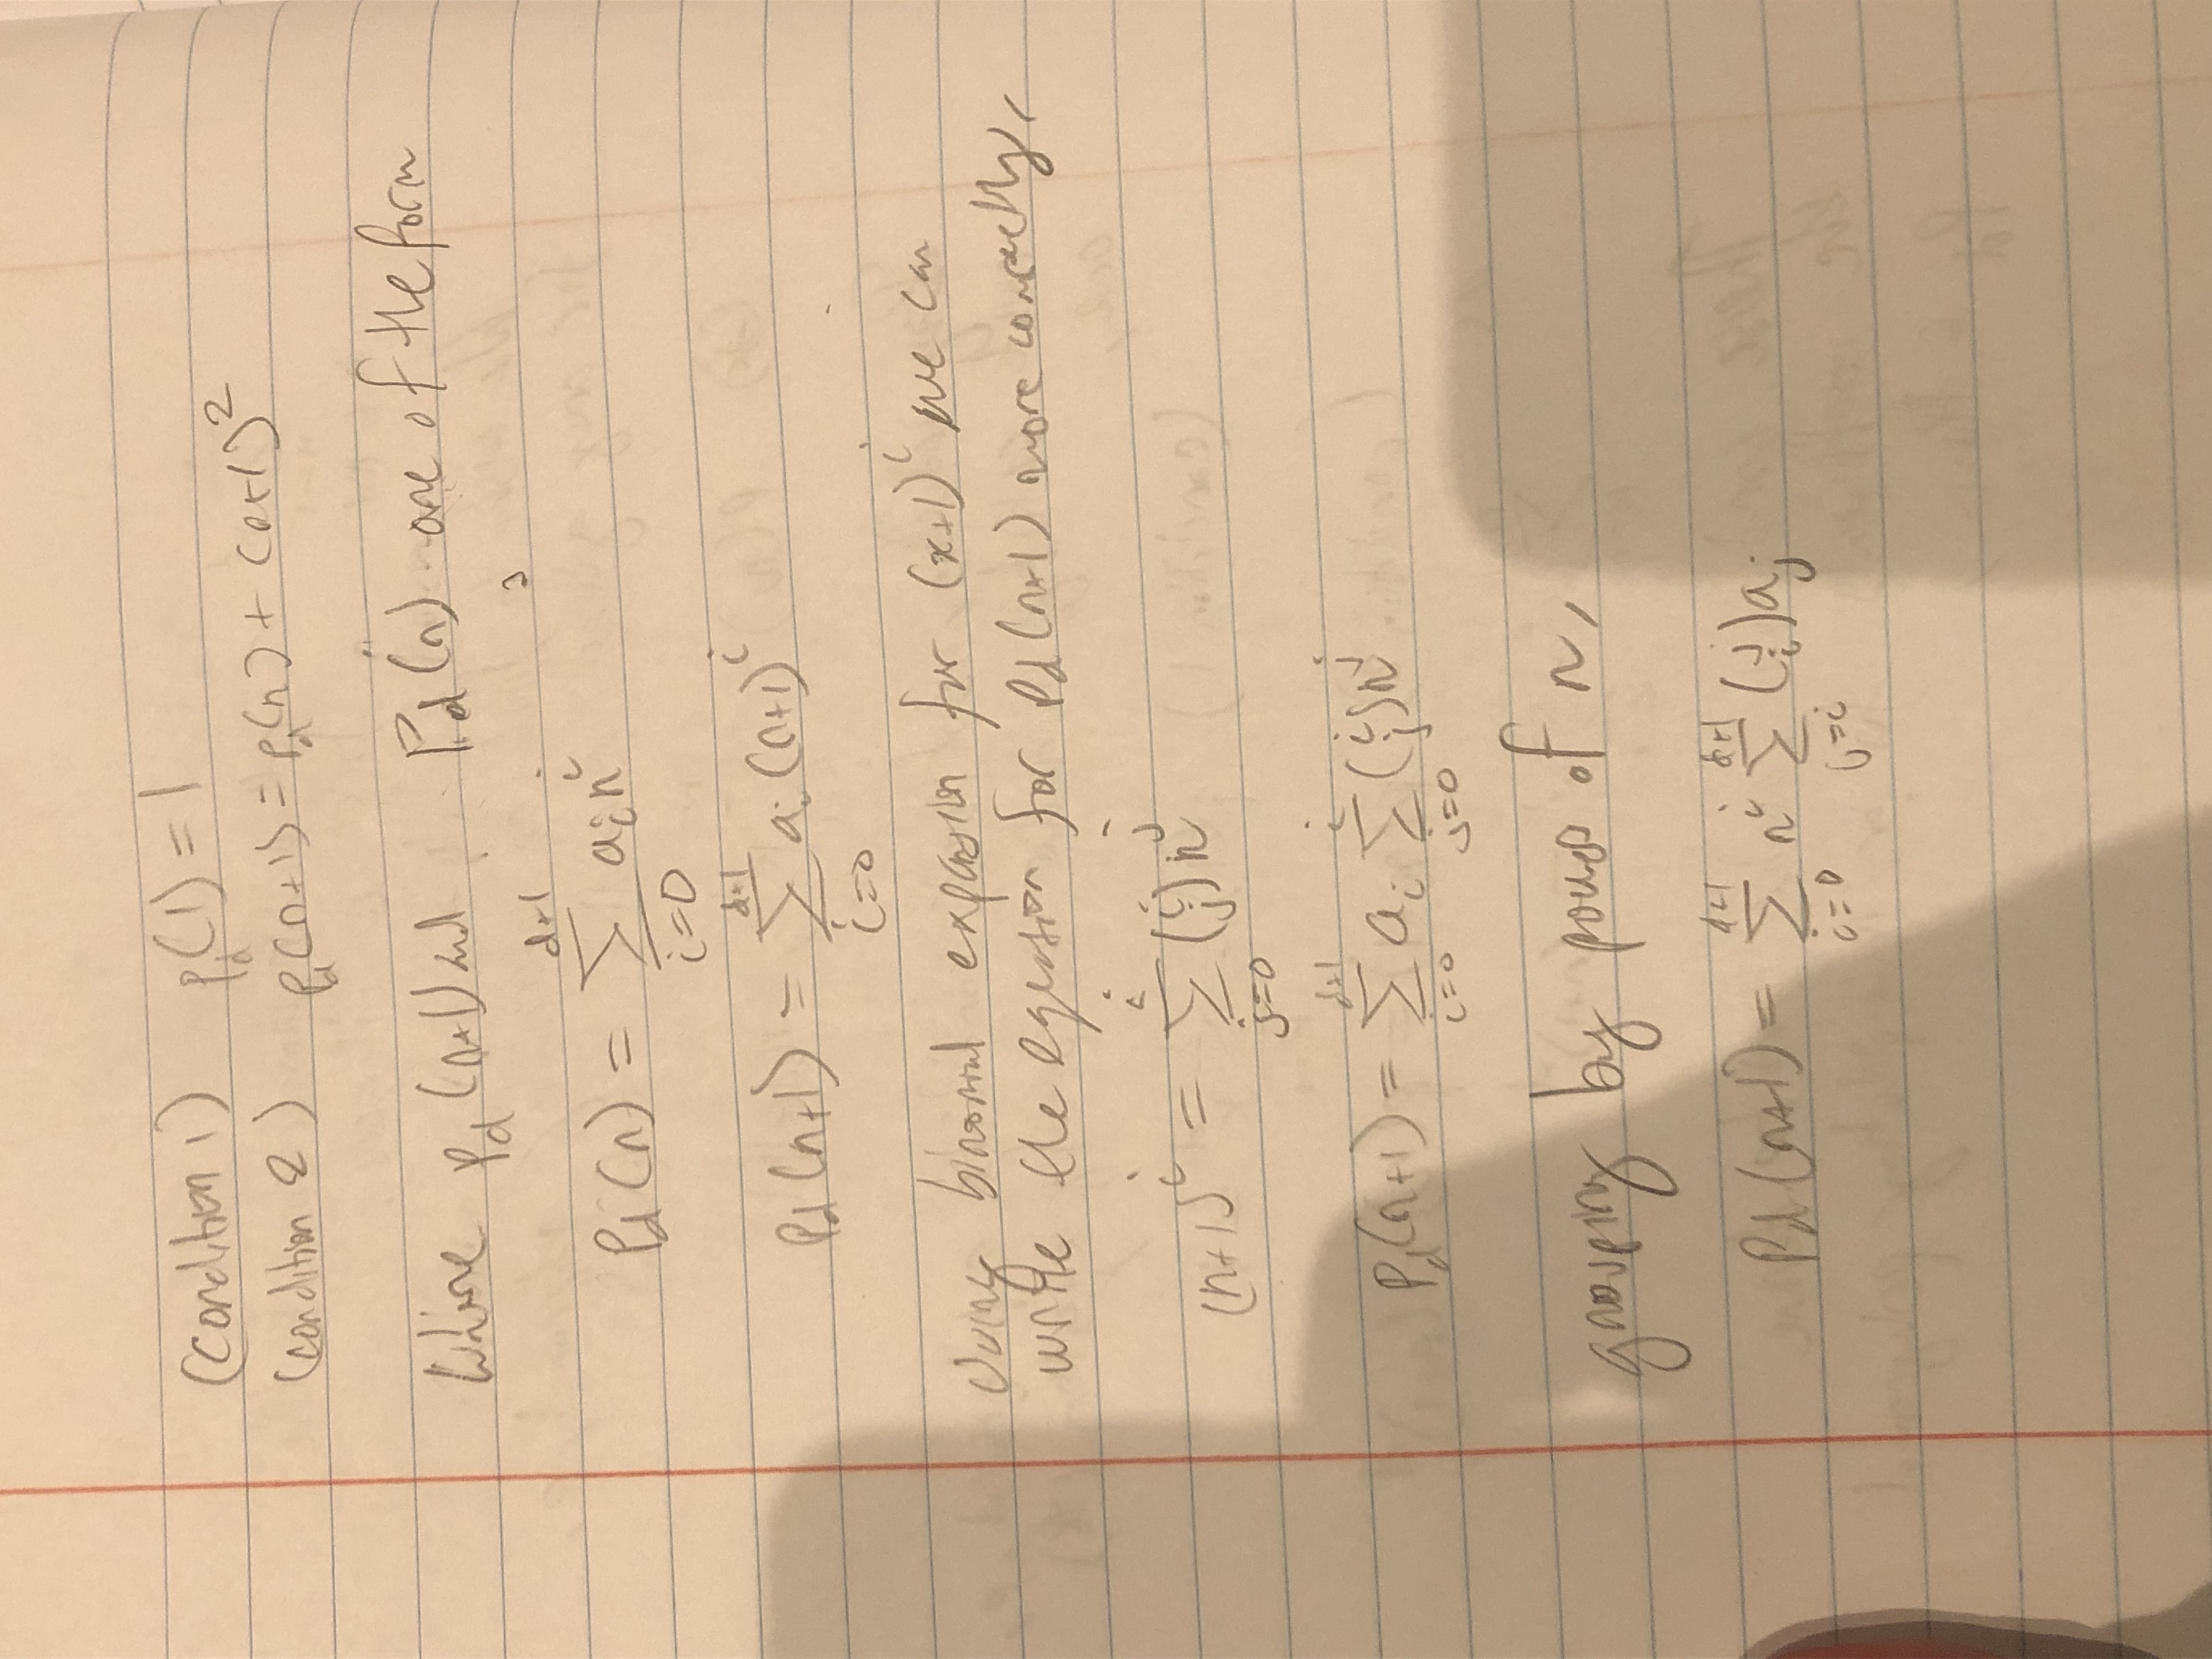 (condition 1) p_d(1) = 1
(condition 2) p_d(n+1) = p_d(n) + (n+1)^2
where p_d(n+1) and P_d(n) are of the form
P_d(n) = \sum_{i=0}^{d+1} a_i n^i
P_d(n+1) = \sum_{i=0}^{d+1} a_i (n+1)^i
Using binomial expansion for (x+1)^i we can
write the equation for P_d(n+1) more compactly,
(n+1)^i = \sum_{j=0}^{i} \binom{i}{j} n^j
P_d(n+1) = \sum_{i=0}^{d+1} a_i \sum_{j=0}^{i} \binom{i}{j} n^j
grouping by powers of n,
P_d(n+1) = \sum_{i=0}^{d+1} n^i \sum_{j=i}^{d+1} \binom{j}{i} a_j